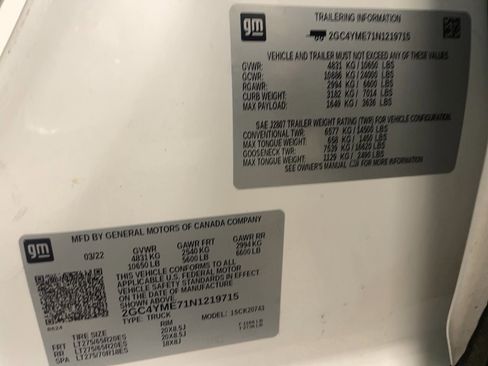 gm
TRAILERING INFORMATION
2GC4YME71N1219715
VEHICLE AND TRAILER MUST NOT EXCEED ANY OF THESE WEIGHTS
GVWR: 4831 KG / 10650 LBS
GCWR: 10886 KG / 24000 LBS
RGAWR: 2994 KG / 6600 LBS
CURB WEIGHT: 3182 KG / 7014 LBS
MAX PAYLOAD: 1649 KG / 3636 LBS
SAE J2807 TRAILER WEIGHT RATING (TWR) FOR VEHICLE CONFIGURATION.
CONVENTIONAL TWR: 6577 KG / 14500 LBS
MAX TONGUE WEIGHT: 658 KG / 1450 LBS
GOOSENECK TWR: 7539 KG / 16620 LBS
MAX TONGUE WEIGHT: 1129 KG / 2490 LBS
SEE OWNER'S MANUAL FOR MORE INFORMATION
gm
MFD BY GENERAL MOTORS OF CANADA COMPANY
03/22 GVWR GAWR FRT GAWR RR
4831 KG 2540 KG 2994 KG
10650 LB 5600 LB 6600 LB
THIS VEHICLE CONFORMS TO ALL
APPLICABLE U.S. FEDERAL MOTOR
VEHICLE SAFETY STANDARDS IN EFFECT
ON THE DATE OF MANUFACTURE
SHOWN ABOVE.
2GC4YME71N1219715
TYPE: TRUCK MODEL: 1SCK20743
TIRE SIZE RIM
FRT LT275/65R20ES 20X8.5J
RR LT275/65R20ES 20X8.5J
SPA LT275/70R18ES 18X8J